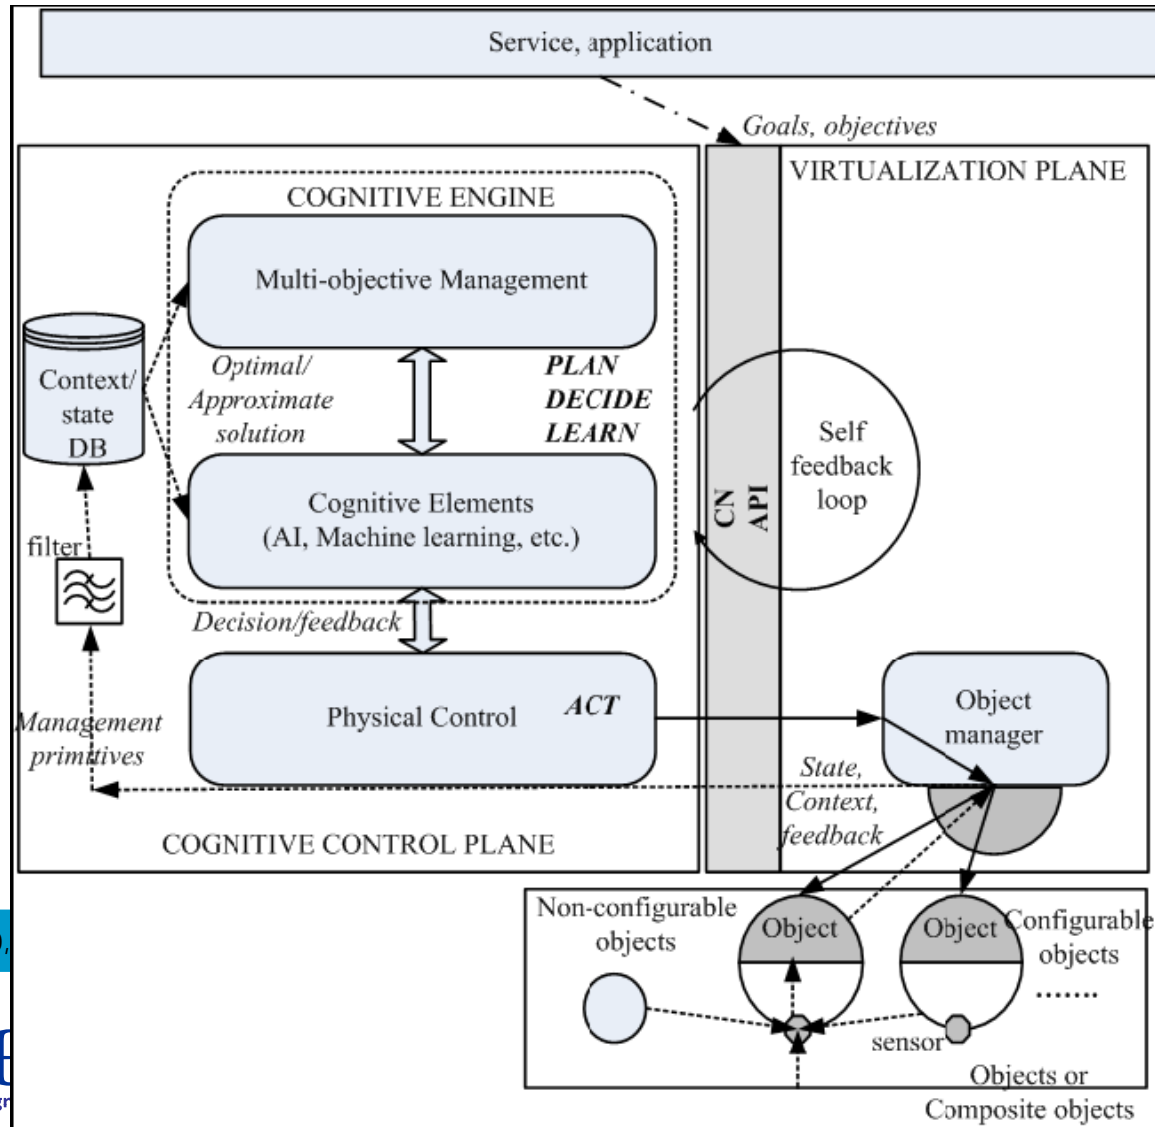 Service, application
Goals, objectives
VIRTUALIZATION PLANE
COGNITIVE ENGINE
Multi-objective Management
Optimal/
Approximate
solution
PLAN
DECIDE
LEARN
Context/
state
DB
Self
feedback
loop
CN
API
Cognitive Elements
(AI, Machine learning, etc.)
filter
Decision/feedback
Physical Control
ACT
Object
manager
Management
primitives
State,
Context,
feedback
COGNITIVE CONTROL PLANE
Non-configurable
objects
Object
Object
Configurable
objects
.......
sensor
Objects or
Composite objects